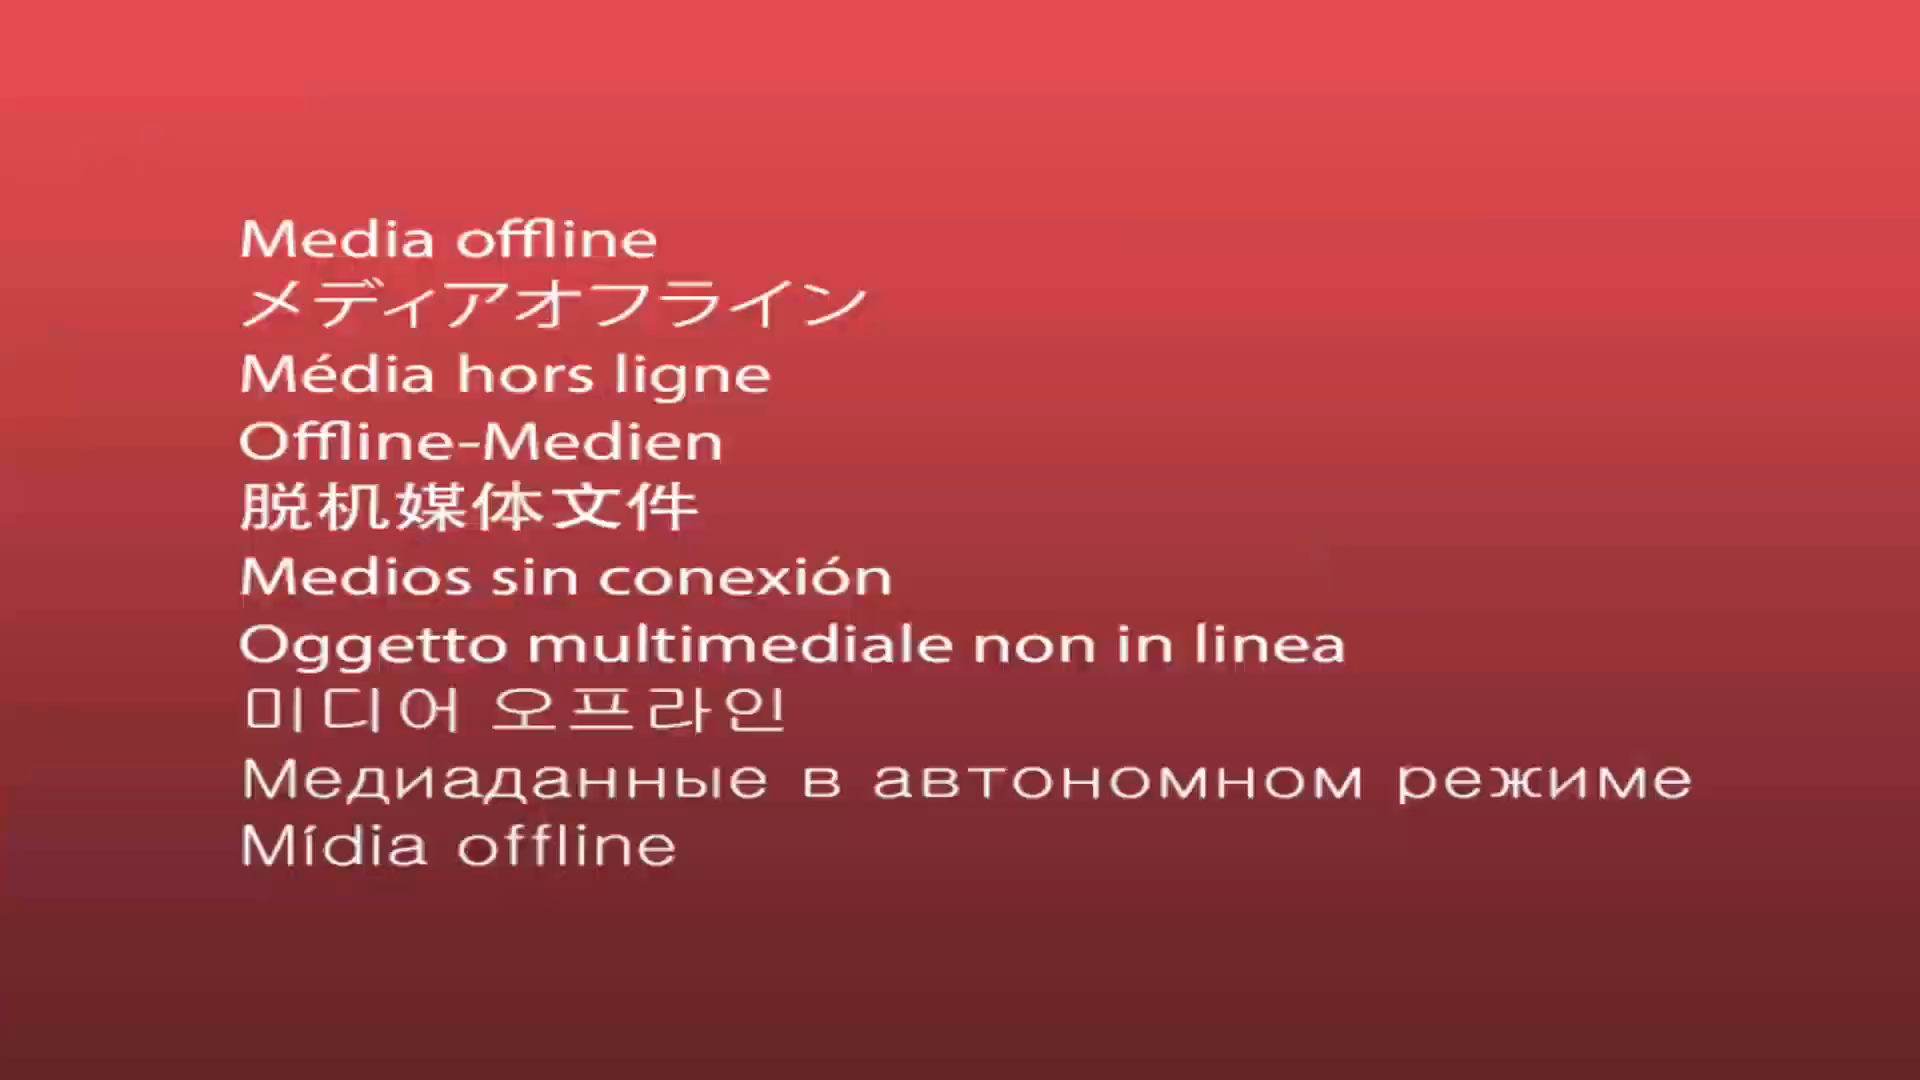 Media offline
メディアオフライン
Média hors ligne
Offline-Medien
脱机媒体文件
Medios sin conexión
Oggetto multimediale non in linea
미디어 오프라인
Медиаданные в автономном режиме
Mídia offline